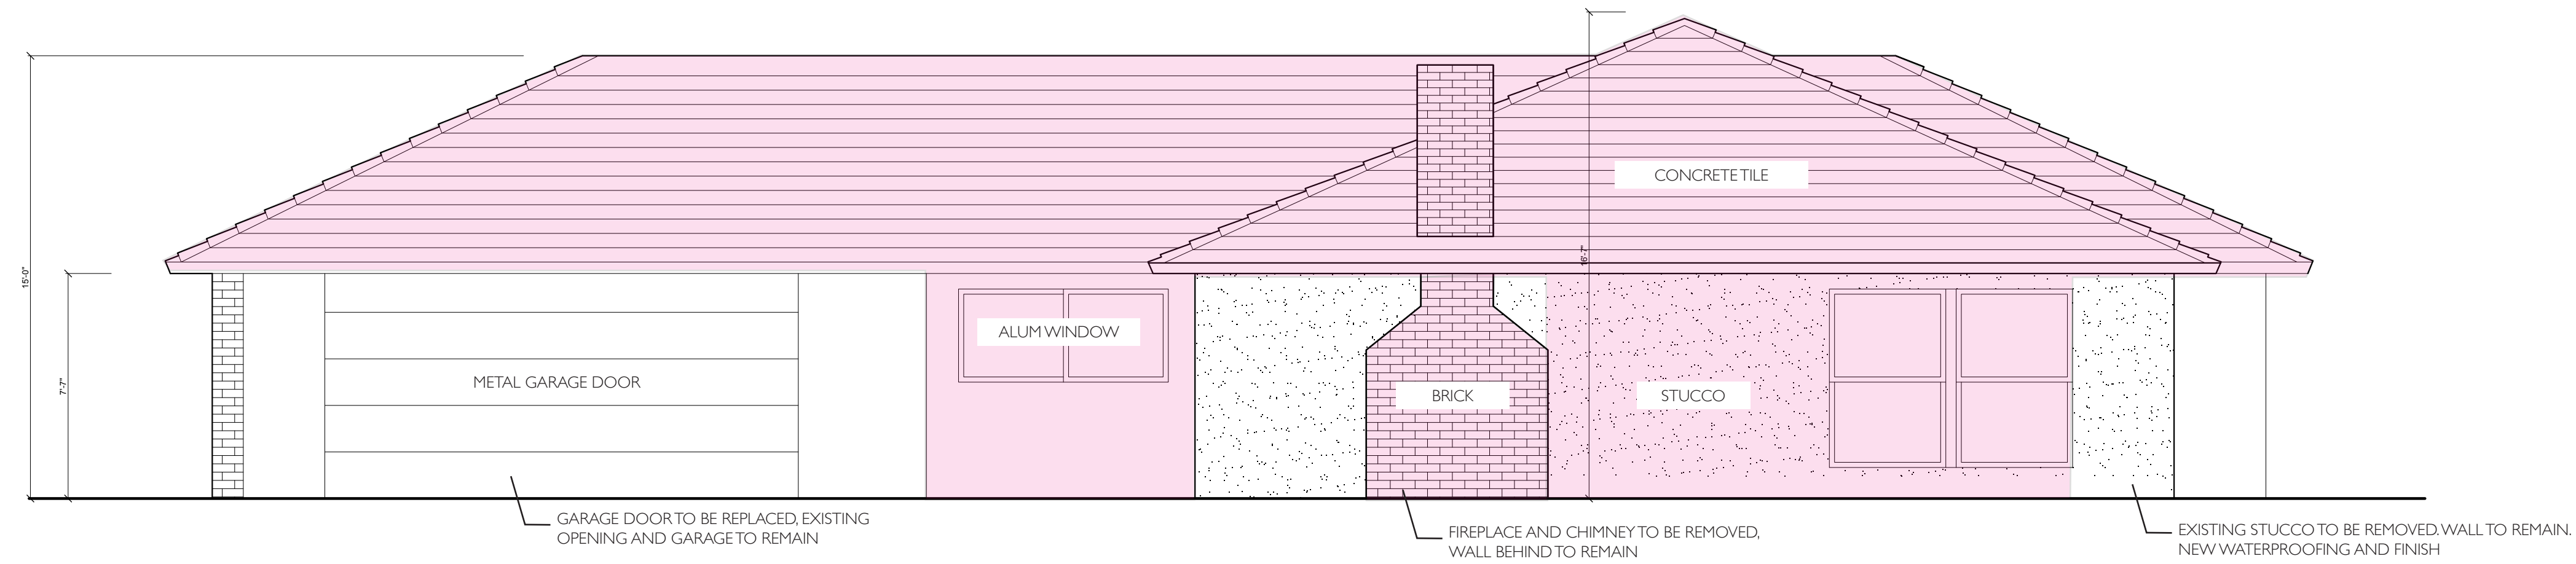 15'-0"
7'-7"
16'-7"
CONCRETE TILE
ALUM WINDOW
METAL GARAGE DOOR
BRICK
STUCCO
GARAGE DOOR TO BE REPLACED, EXISTING
OPENING AND GARAGE TO REMAIN
FIREPLACE AND CHIMNEY TO BE REMOVED,
WALL BEHIND TO REMAIN
EXISTING STUCCO TO BE REMOVED. WALL TO REMAIN.
NEW WATERPROOFING AND FINISH